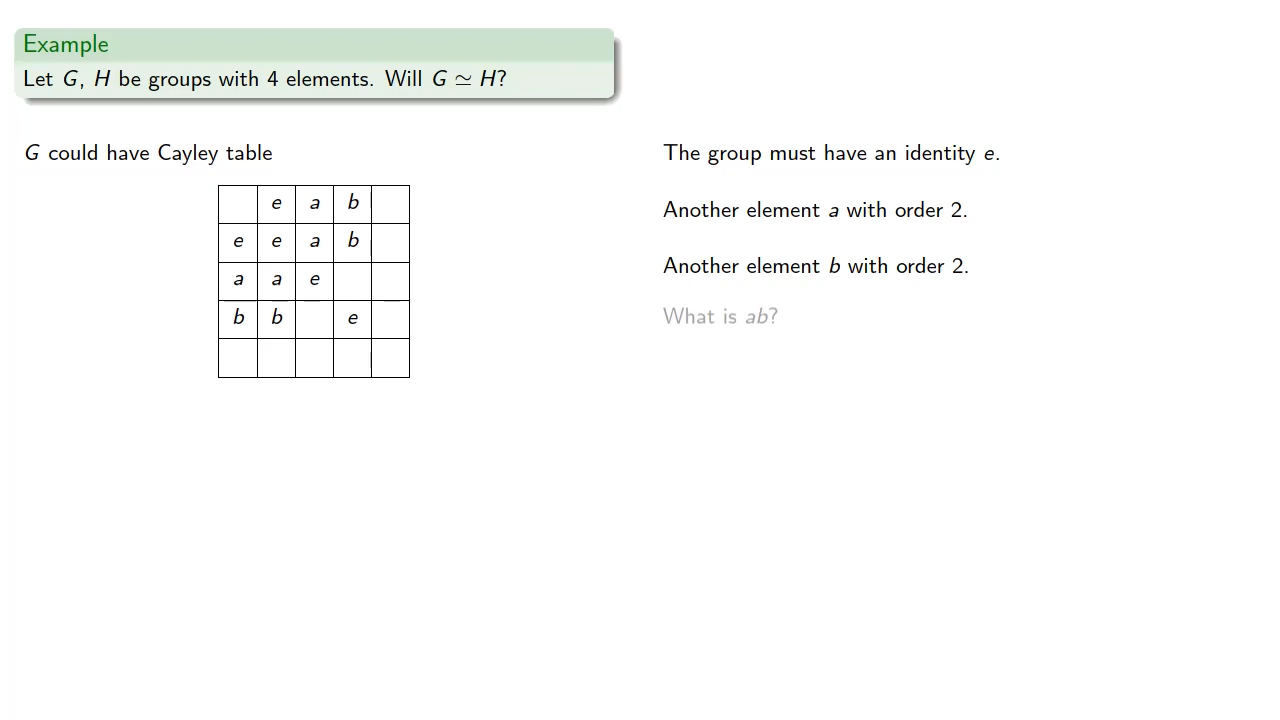 Example
Let G, H be groups with 4 elements. Will G ≃ H?
G could have Cayley table
e a b
e e a b
a a e
b b e
The group must have an identity e.
Another element a with order 2.
Another element b with order 2.
What is ab?